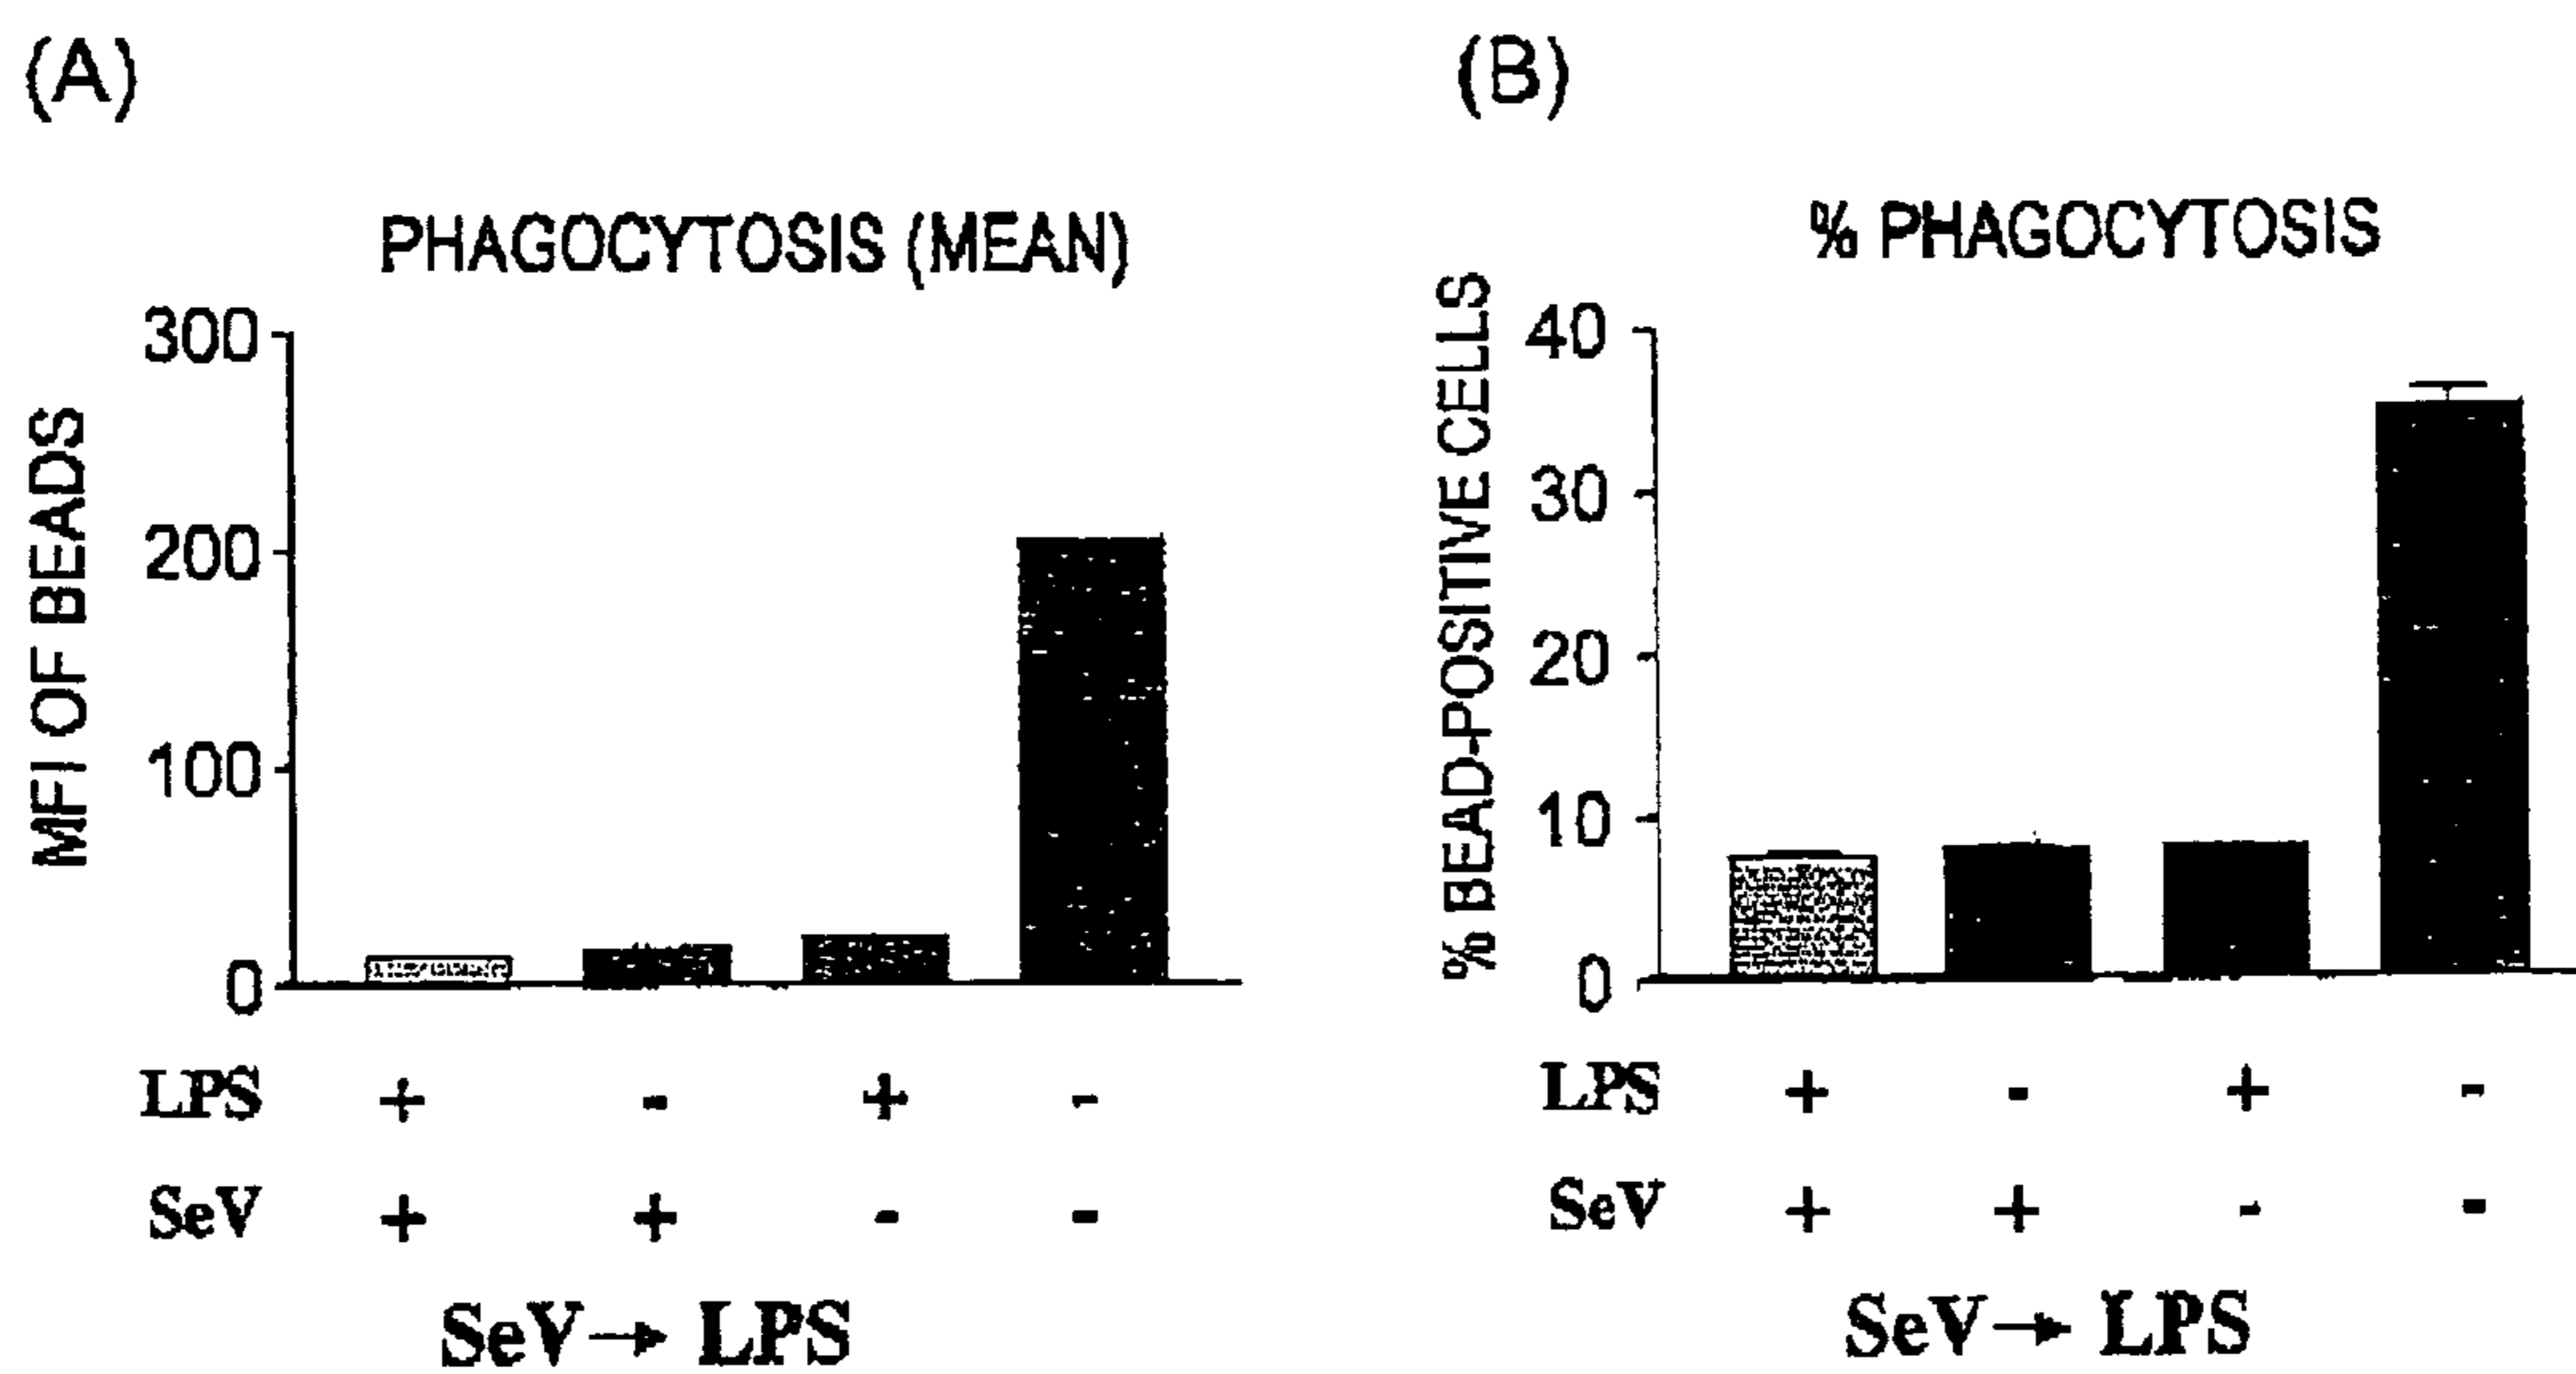 (A)
PHAGOCYTOSIS (MEAN)
MFI OF BEADS
300
200
100
0
LPS + - + -
SeV + + - -
SeV→ LPS
(B)
% PHAGOCYTOSIS
% BEAD-POSITIVE CELLS
40
30
20
10
0
LPS + - + -
SeV + + - -
SeV→ LPS